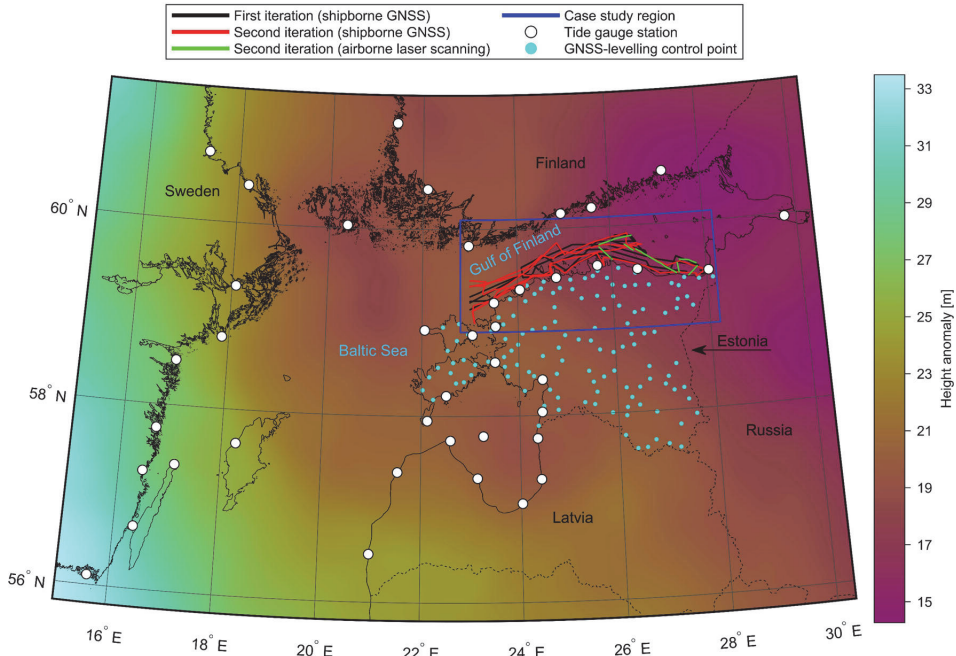 First iteration (shipborne GNSS)
Second iteration (shipborne GNSS)
Second iteration (airborne laser scanning)
Case study region
Tide gauge station
GNSS-levelling control point
Finland
Sweden
60° N
Gulf of Finland
Baltic Sea
Estonia
58° N
Russia
Latvia
56° N
16° E
18° E
20° E
22° E
24° E
26° E
28° E
30° E
33
31
29
27
25
23
21
19
17
15
Height anomaly [m]